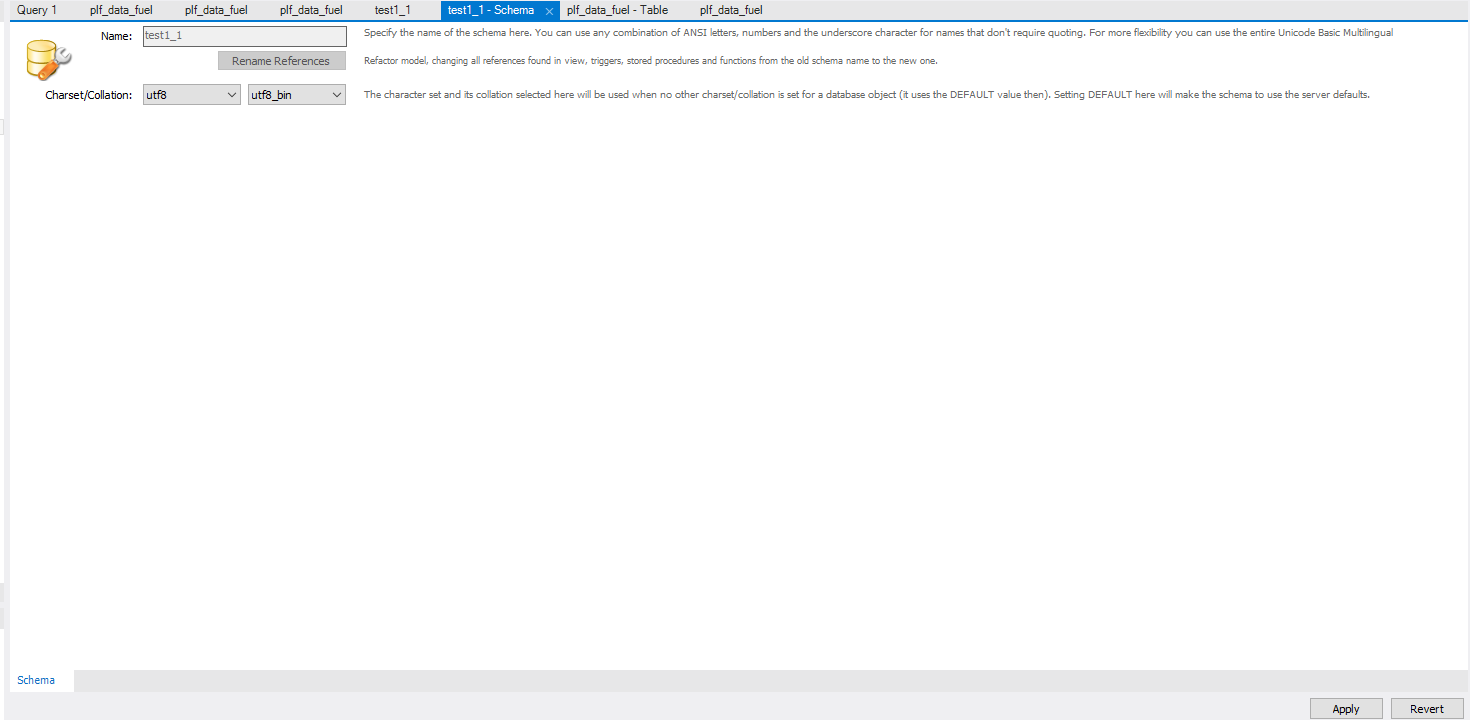 Query 1 plf_data_fuel plf_data_fuel plf_data_fuel test1_1 test1_1 - Schema plf_data_fuel - Table plf_data_fuel
Name: test1_1 Specify the name of the schema here. You can use any combination of ANSI letters, numbers and the underscore character for names that don't require quoting. For more flexibility you can use the entire Unicode Basic Multilingual
Rename References Refactor model, changing all references found in view, triggers, stored procedures and functions from the old schema name to the new one.
Charset/Collation: utf8 utf8_bin The character set and its collation selected here will be used when no other charset/collation is set for a database object (it uses the DEFAULT value then). Setting DEFAULT here will make the schema to use the server defaults.
Schema
Apply Revert